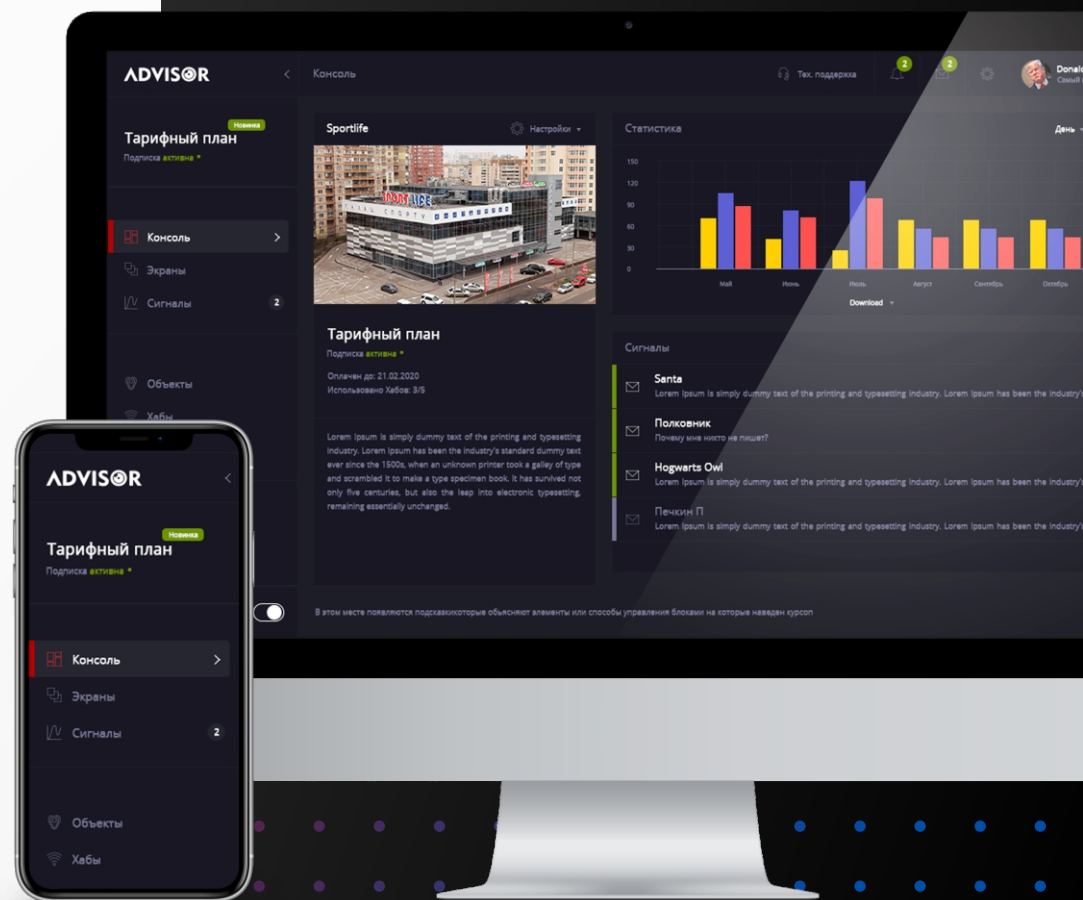 ADVISOR
Консоль
Тех. поддержка
2
2
Donald
Самый
Новинка
Тарифный план
Подписка активна *
Консоль
Экраны
Сигналы 2
Объекты
Хабы
Sportlife
Настройки
SPORT LIFE
Тарифный план
Подписка активна *
Оплачен до: 21.02.2020
Использовано Хабов: 3/5
Lorem Ipsum is simply dummy text of the printing and typesetting
industry. Lorem Ipsum has been the industry's standard dummy text
ever since the 1500s, when an unknown printer took a galley of type
and scrambled it to make a type specimen book. It has survived not
only five centuries, but also the leap into electronic typesetting,
remaining essentially unchanged.
Статистика
День
150
120
90
60
30
0
Май Июнь Июль Август Сентябрь Октябрь
Download
Сигналы
Santa
Lorem Ipsum is simply dummy text of the printing and typesetting industry. Lorem Ipsum has been the industry's
Полковник
Почему мне никто не пишет?
Hogwarts Owl
Lorem Ipsum is simply dummy text of the printing and typesetting industry. Lorem Ipsum has been the industry's
Печкин П
Lorem Ipsum is simply dummy text of the printing and typesetting industry. Lorem Ipsum has been the industry's
В этом месте появляются подсказкикоторые обьясняют элементы или способы управления блоками на которые наведен курсоп
ADVISOR
Новинка
Тарифный план
Подписка активна *
Консоль
Экраны
Сигналы 2
Объекты
Хабы